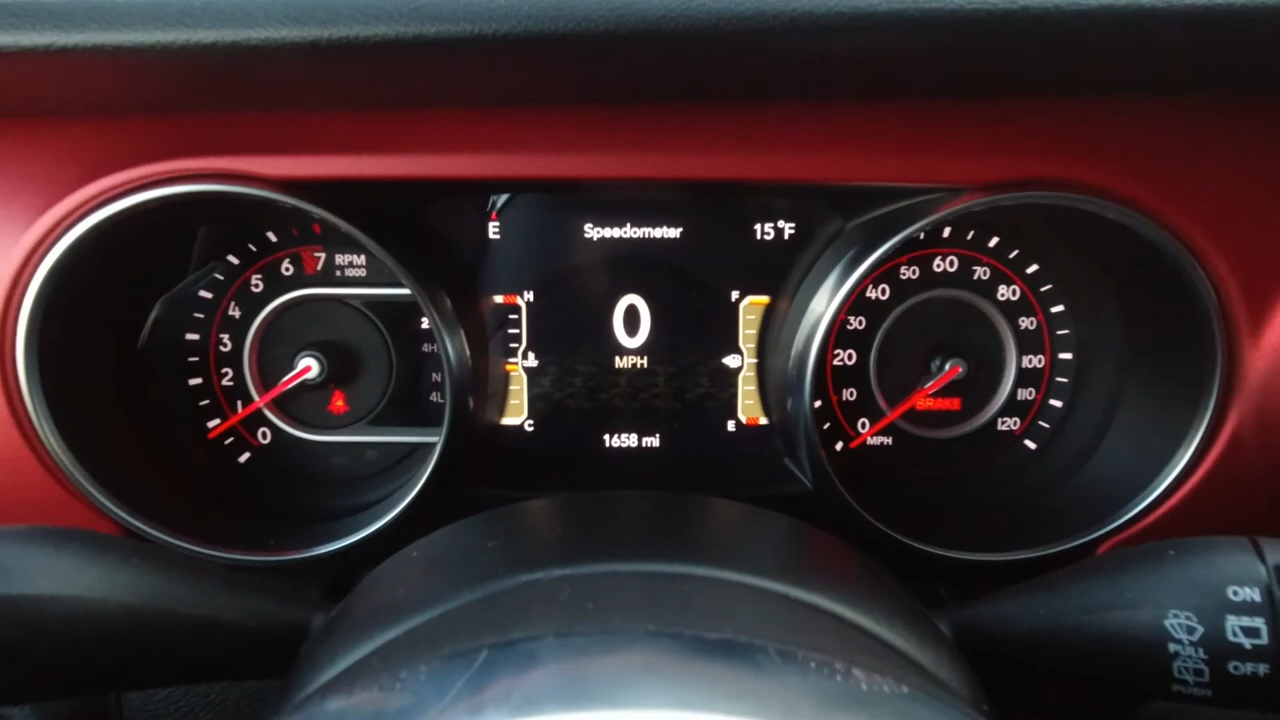 E
Speedometer
15°F
7
RPM
x 1000
6
5
4
3
2
1
0
2
4H
N
4L
H
C
0
MPH
1658 mi
F
E
60
50
70
40
80
30
90
20
100
10
110
0
120
MPH
BRAKE
ON
OFF
PULL
PUSH